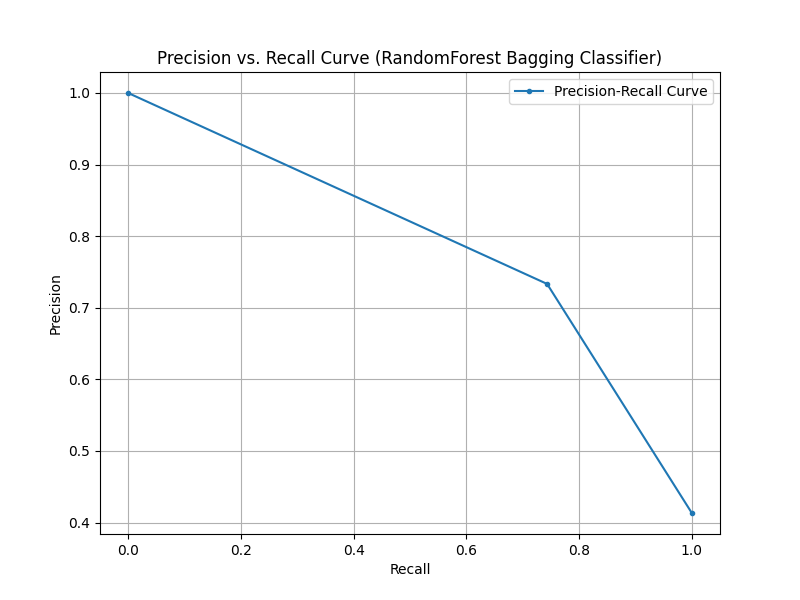 Precision vs. Recall Curve (RandomForest Bagging Classifier)
Precision-Recall Curve
1.0
0.9
0.8
0.7
0.6
0.5
0.4
Precision
0.0 0.2 0.4 0.6 0.8 1.0
Recall